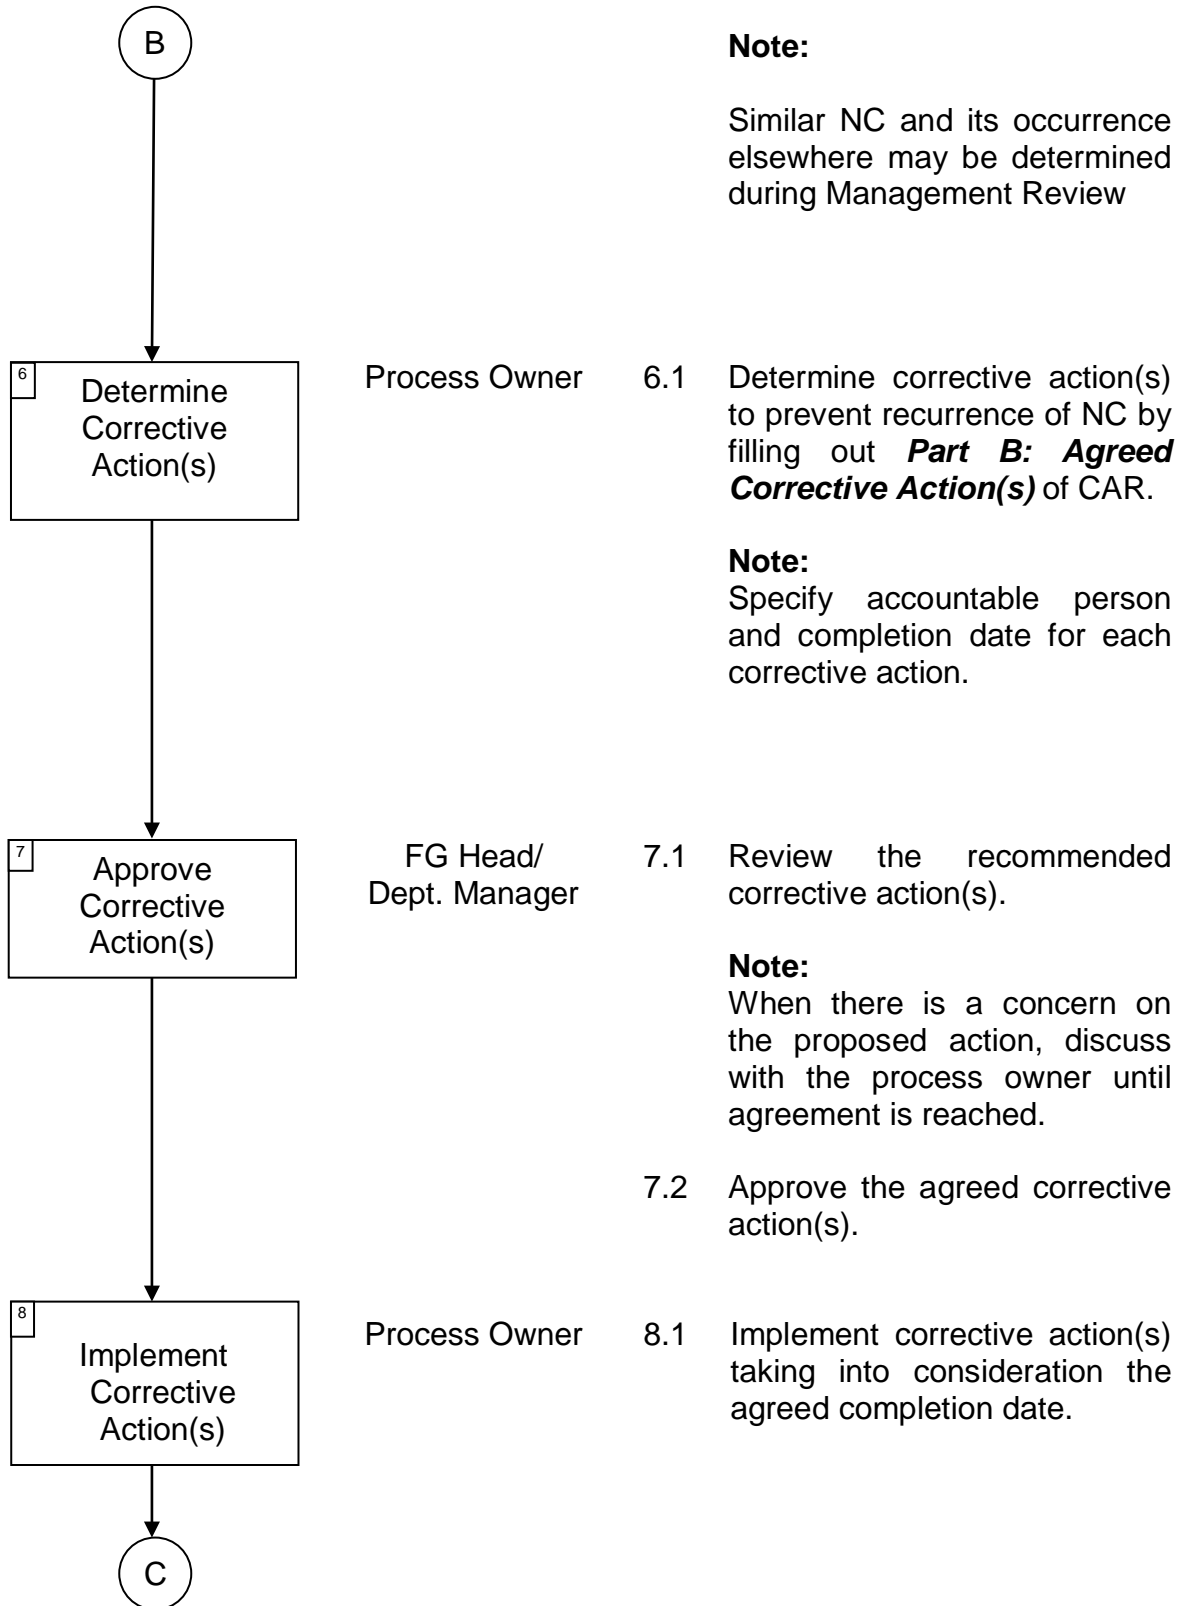 B
Note:
Similar NC and its occurrence
elsewhere may be determined
during Management Review
6
Determine
Corrective
Action(s)
Process Owner
6.1 Determine corrective action(s)
to prevent recurrence of NC by
filling out Part B: Agreed
Corrective Action(s) of CAR.
Note:
Specify accountable person
and completion date for each
corrective action.
7
Approve
Corrective
Action(s)
FG Head/
Dept. Manager
7.1 Review the recommended
corrective action(s).
Note:
When there is a concern on
the proposed action, discuss
with the process owner until
agreement is reached.
7.2 Approve the agreed corrective
action(s).
8
Implement
Corrective
Action(s)
Process Owner
8.1 Implement corrective action(s)
taking into consideration the
agreed completion date.
C